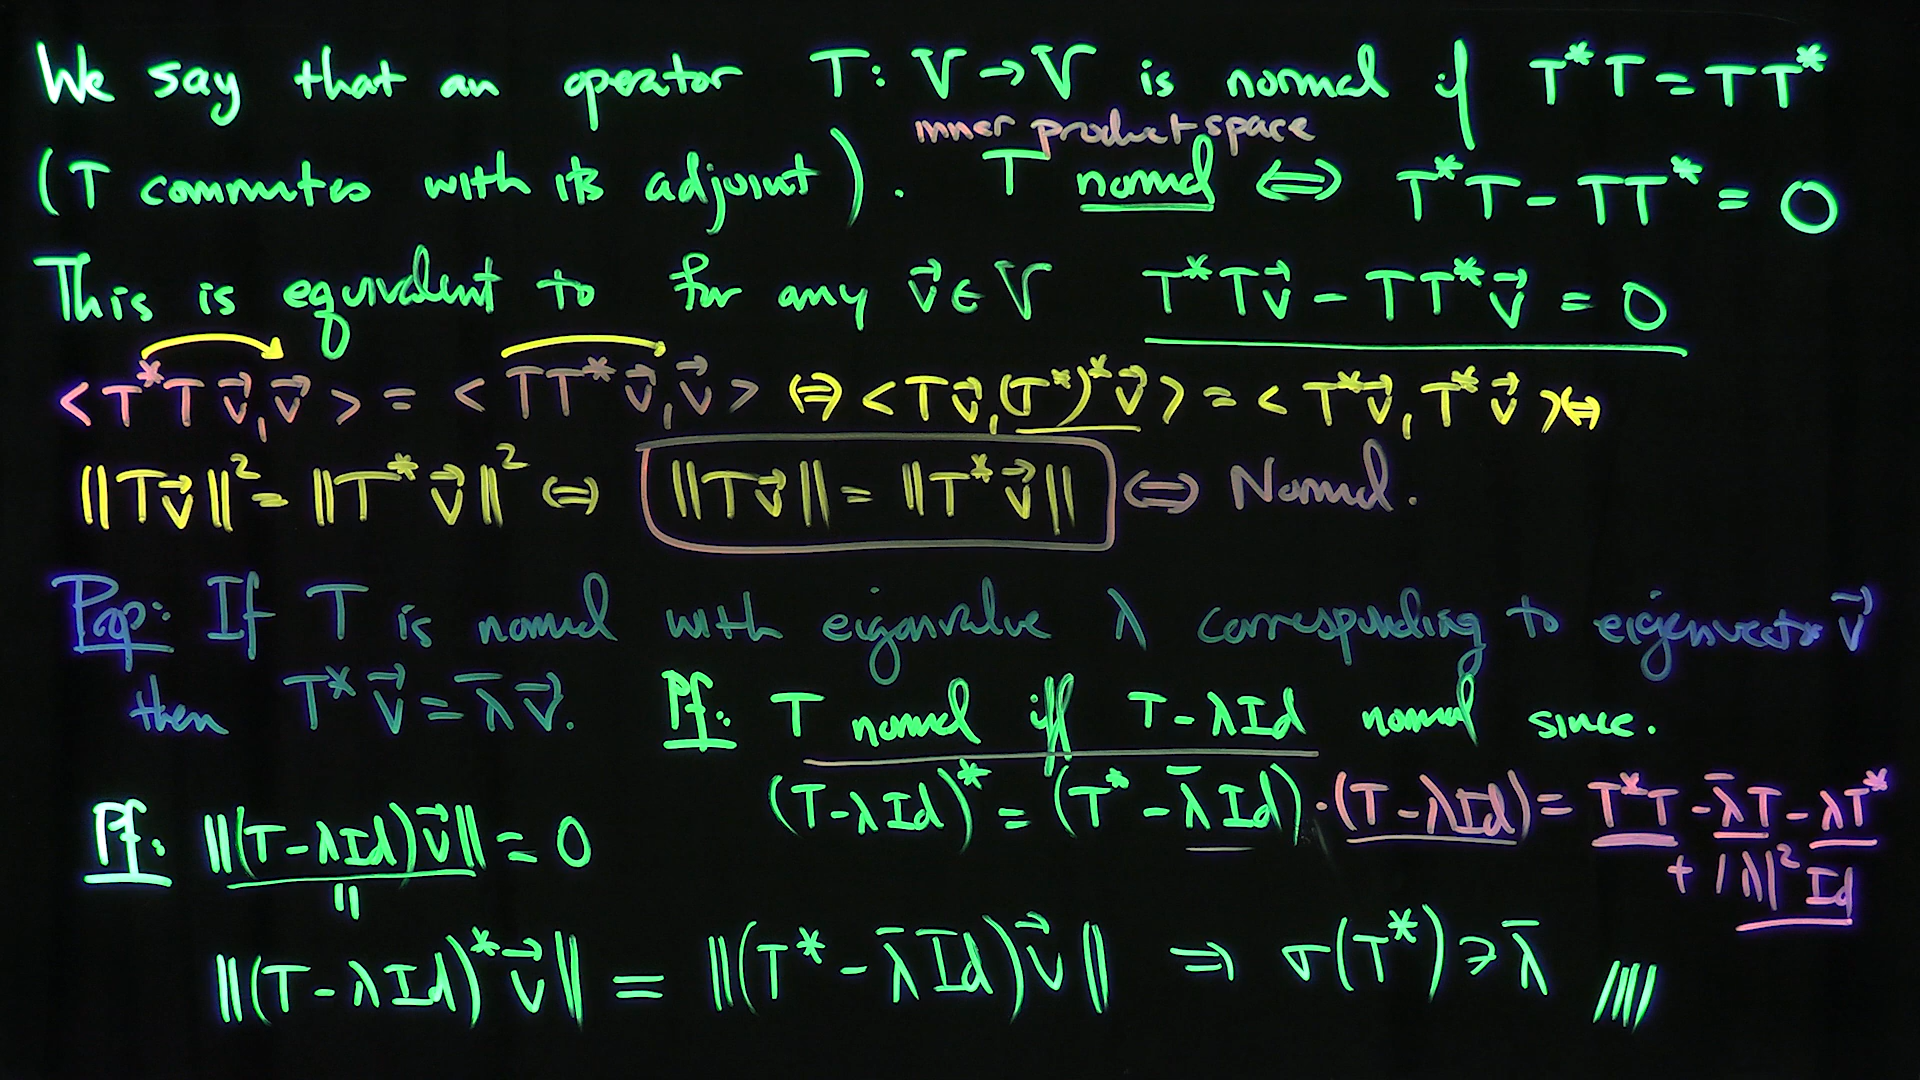 We say that an operator T: V → V is normal if T*T = TT*
inner product space
(T commutes with its adjoint). T normal ⇔ T*T - TT* = 0
This is equivalent to for any v⃗ ∈ V T*Tv⃗ - TT*v⃗ = 0
<T*Tv⃗, v⃗> = <TT*v⃗, v⃗> ⇔ <Tv⃗, (T*)*v⃗> = <T*v⃗, T*v⃗> ⇔
||Tv⃗||² = ||T*v⃗||² ⇔ ||Tv⃗|| = ||T*v⃗|| ⇔ Normal.
Prop: If T is normal with eigenvalue λ corresponding to eigenvector v⃗
then T*v⃗ = λ̄v⃗. Pf: T normal iff T-λId normal since.
(T-λId)* = (T* - λ̄Id)·(T-λId) = T*T - λ̄T - λT*
+ |λ|² Id
Pf: ||(T-λId)v⃗|| = 0
||
||(T-λId)*v⃗|| = ||(T* - λ̄Id)v⃗|| ⇒ σ(T*) ∋ λ̄ ////